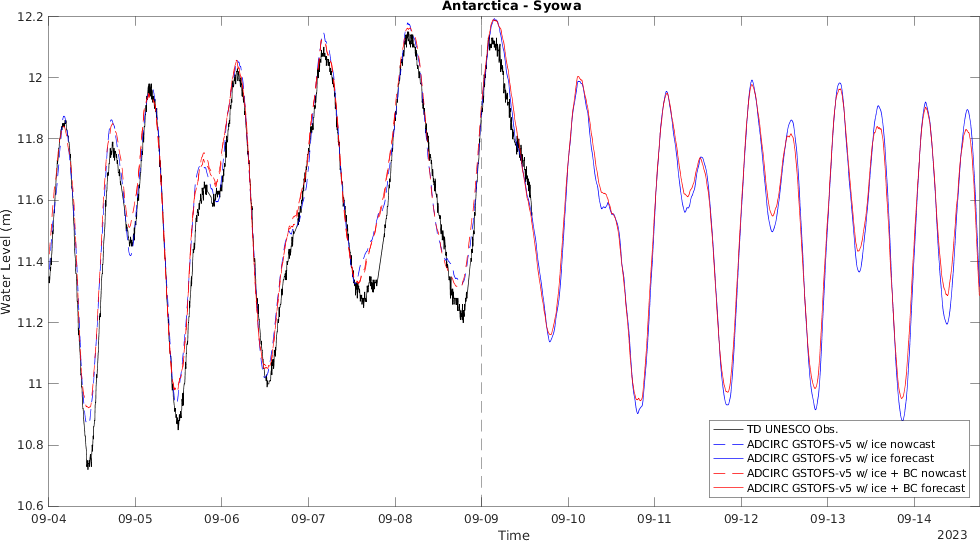 Antarctica - Syowa
12.2
12
11.8
11.6
11.4
11.2
11
10.8
10.6
Water Level (m)
TD UNESCO Obs.
ADCIRC GSTOFS-v5 w/ ice nowcast
ADCIRC GSTOFS-v5 w/ ice forecast
ADCIRC GSTOFS-v5 w/ ice + BC nowcast
ADCIRC GSTOFS-v5 w/ ice + BC forecast
09-04 09-05 09-06 09-07 09-08 09-09 09-10 09-11 09-12 09-13 09-14
Time
2023